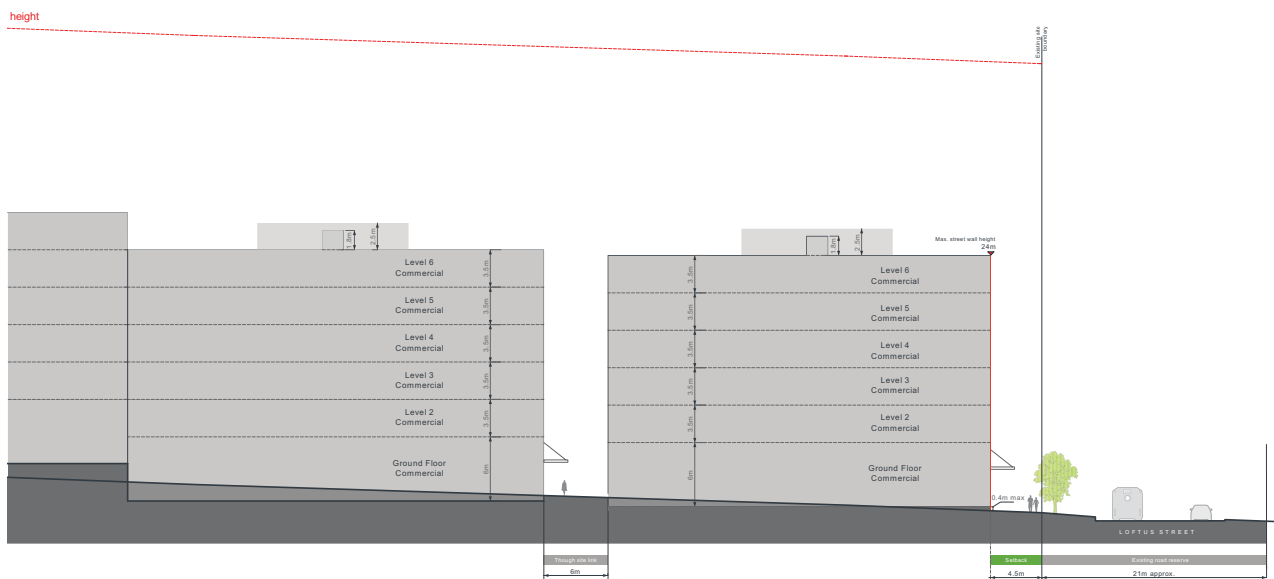 height
Existing site
boundary
1.8m
2.5m
1.8m
2.5m
Max. street wall height
24m
Level 6
Commercial
3.5m
3.5m
Level 6
Commercial
Level 5
Commercial
3.5m
3.5m
Level 5
Commercial
Level 4
Commercial
3.5m
3.5m
Level 4
Commercial
Level 3
Commercial
3.5m
3.5m
Level 3
Commercial
Level 2
Commercial
3.5m
3.5m
Level 2
Commercial
Ground Floor
Commercial
6m
6m
Ground Floor
Commercial
0.4m max
LOFTUS STREET
Though site link
Setback
Existing road reserve
6m
4.5m
21m approx.